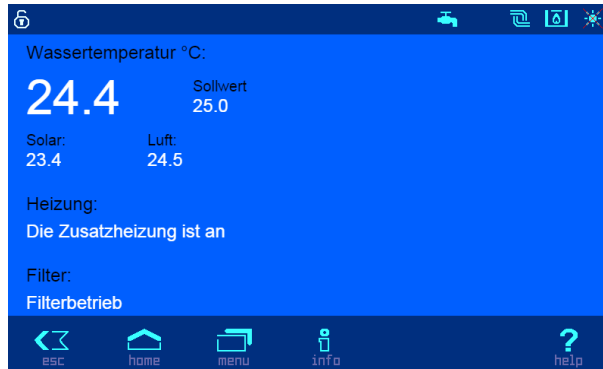 Wassertemperatur °C:
24.4
Sollwert
25.0
Solar: Luft:
23.4 24.5
Heizung:
Die Zusatzheizung ist an
Filter:
Filterbetrieb
esc home menu info help